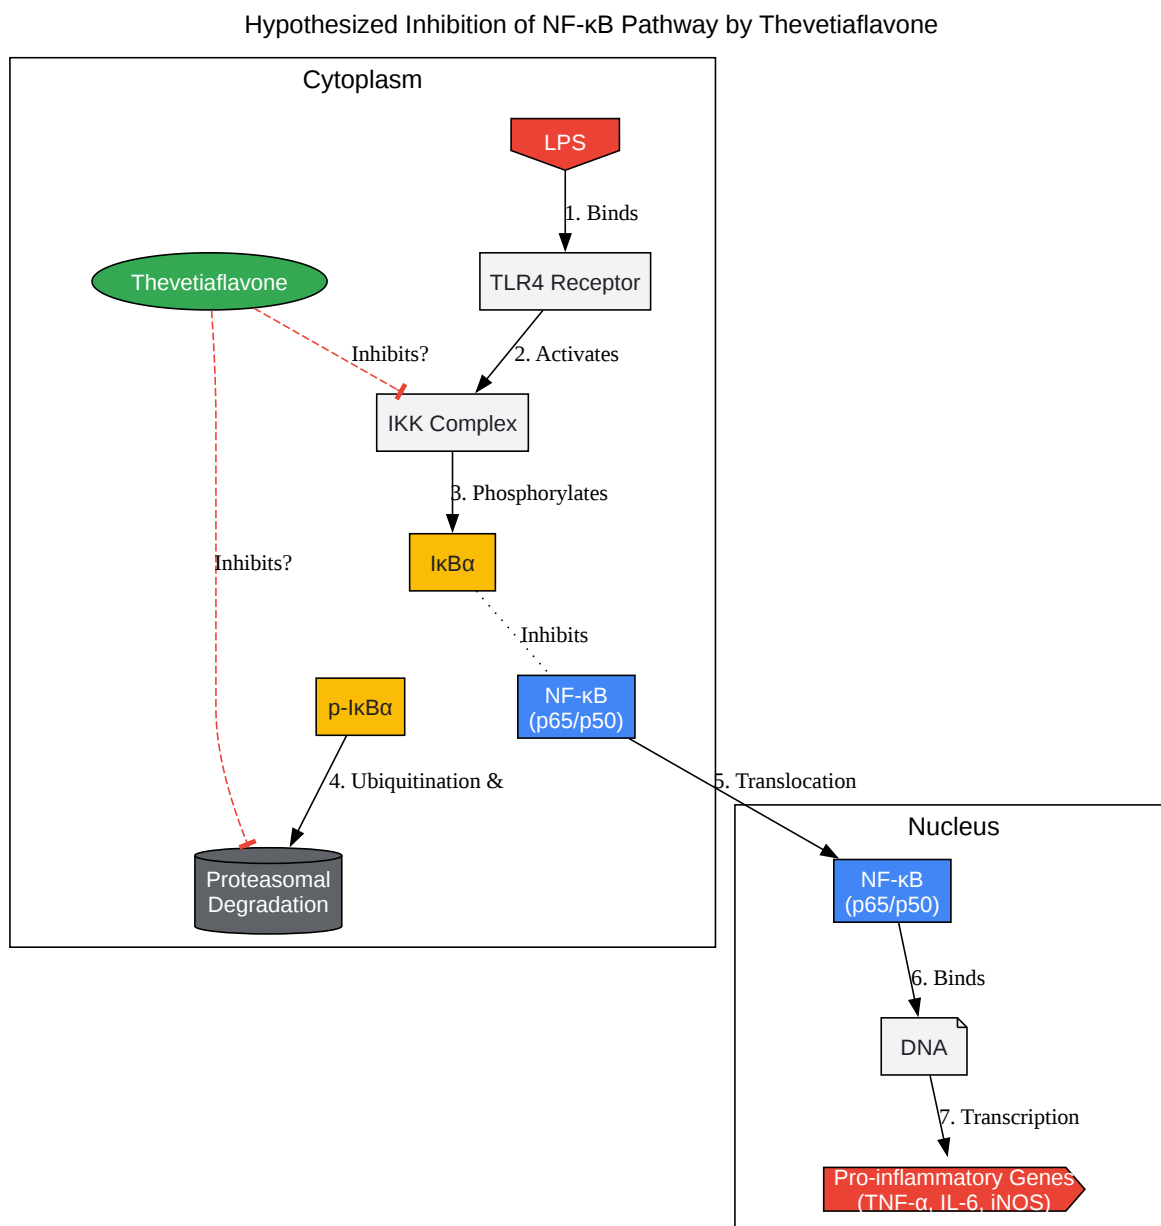 Hypothesized Inhibition of NF-κB Pathway by Thevetiaflavone
Cytoplasm
LPS
1. Binds
Thevetiaflavone
TLR4 Receptor
Inhibits?
2. Activates
IKK Complex
3. Phosphorylates
Inhibits?
IκBα
Inhibits
p-IκBα
NF-κB
(p65/p50)
4. Ubiquitination &
5. Translocation
Proteasomal
Degradation
Nucleus
NF-κB
(p65/p50)
6. Binds
DNA
7. Transcription
Pro-inflammatory Genes
(TNF-α, IL-6, iNOS)